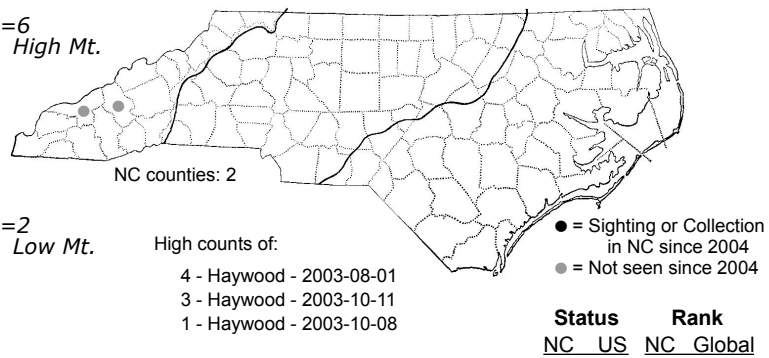 =6
High Mt.
NC counties: 2
=2
Low Mt.
High counts of:
4 - Haywood - 2003-08-01
3 - Haywood - 2003-10-11
1 - Haywood - 2003-10-08
● = Sighting or Collection
in NC since 2004
● = Not seen since 2004
Status Rank
NC US NC Global